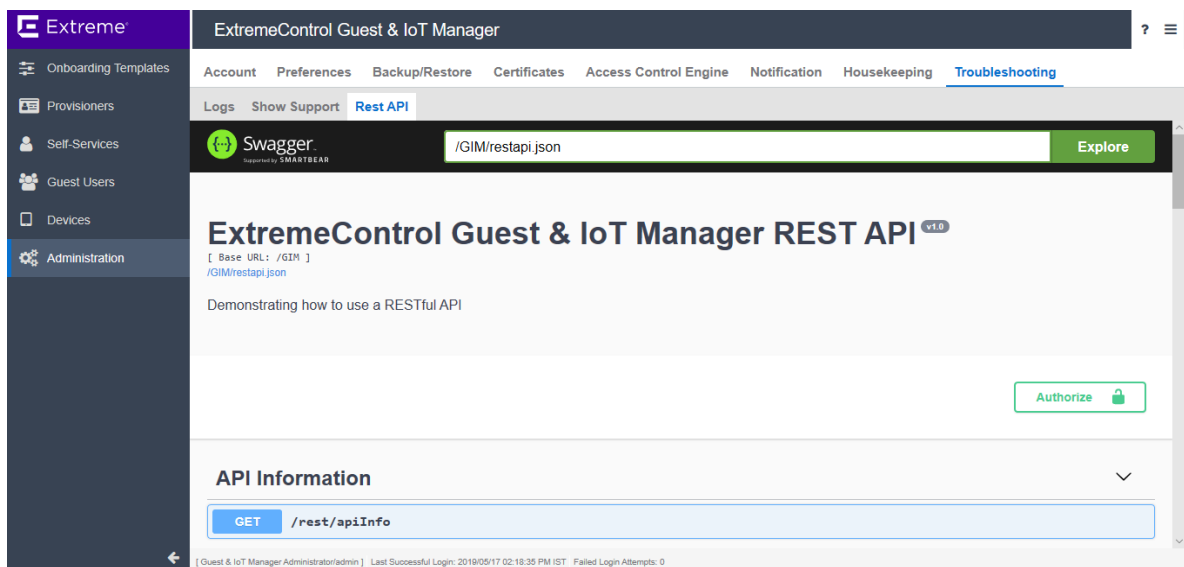 Extreme
ExtremeControl Guest & IoT Manager
?
Onboarding Templates
Provisioners
Self-Services
Guest Users
Devices
Administration
Account Preferences Backup/Restore Certificates Access Control Engine Notification Housekeeping Troubleshooting
Logs Show Support Rest API
{···} Swagger
Supported by SMARTBEAR
/GIM/restapi.json Explore
ExtremeControl Guest & IoT Manager REST API v1.0
[ Base URL: /GIM ]
/GIM/restapi.json
Demonstrating how to use a RESTful API
Authorize
API Information
GET /rest/apiInfo
[ Guest & IoT Manager Administrator/admin ] Last Successful Login: 2019/05/17 02:18:35 PM IST Failed Login Attempts: 0